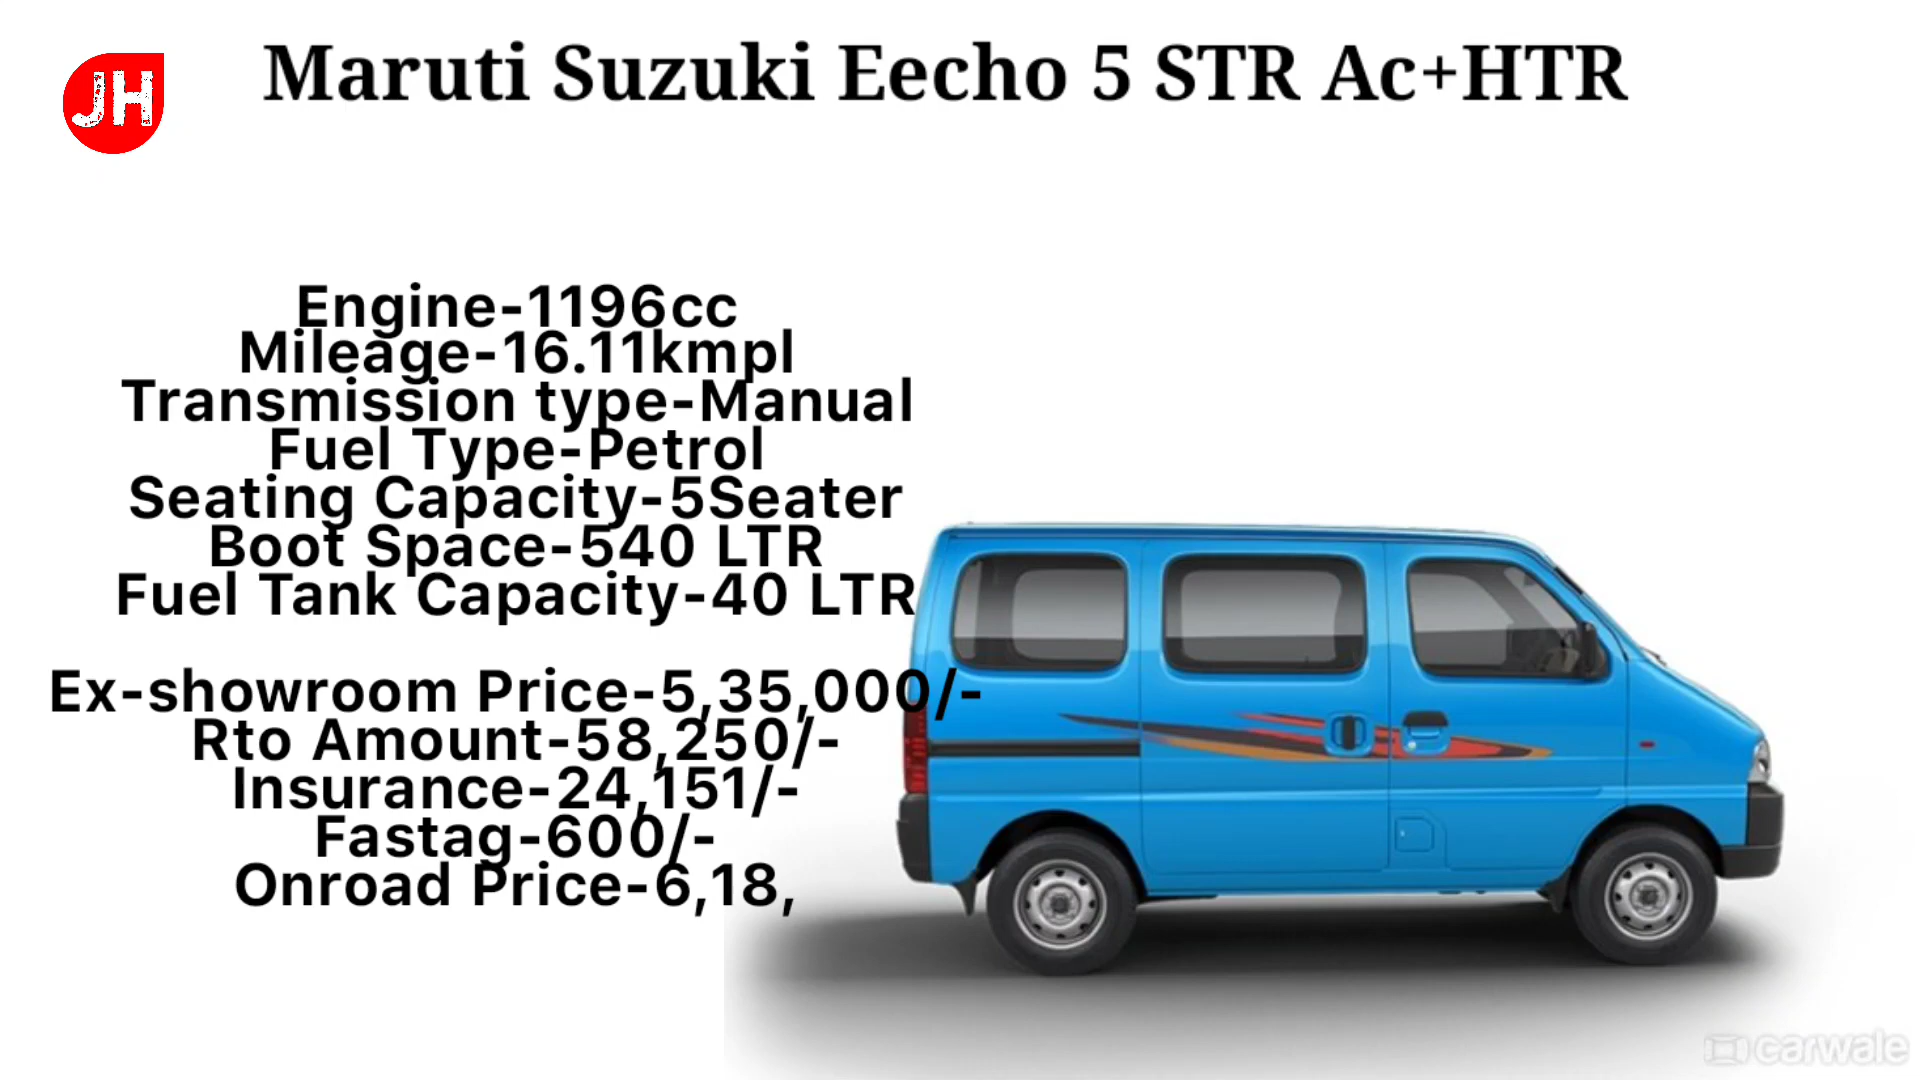 JH
Maruti Suzuki Eecho 5 STR Ac+HTR
Engine-1196cc
Mileage-16.11kmpl
Transmission type-Manual
Fuel Type-Petrol
Seating Capacity-5Seater
Boot Space-540 LTR
Fuel Tank Capacity-40 LTR
Ex-showroom Price-5,35,000/-
Rto Amount-58,250/-
Insurance-24,151/-
Fastag-600/-
Onroad Price-6,18,
carwale